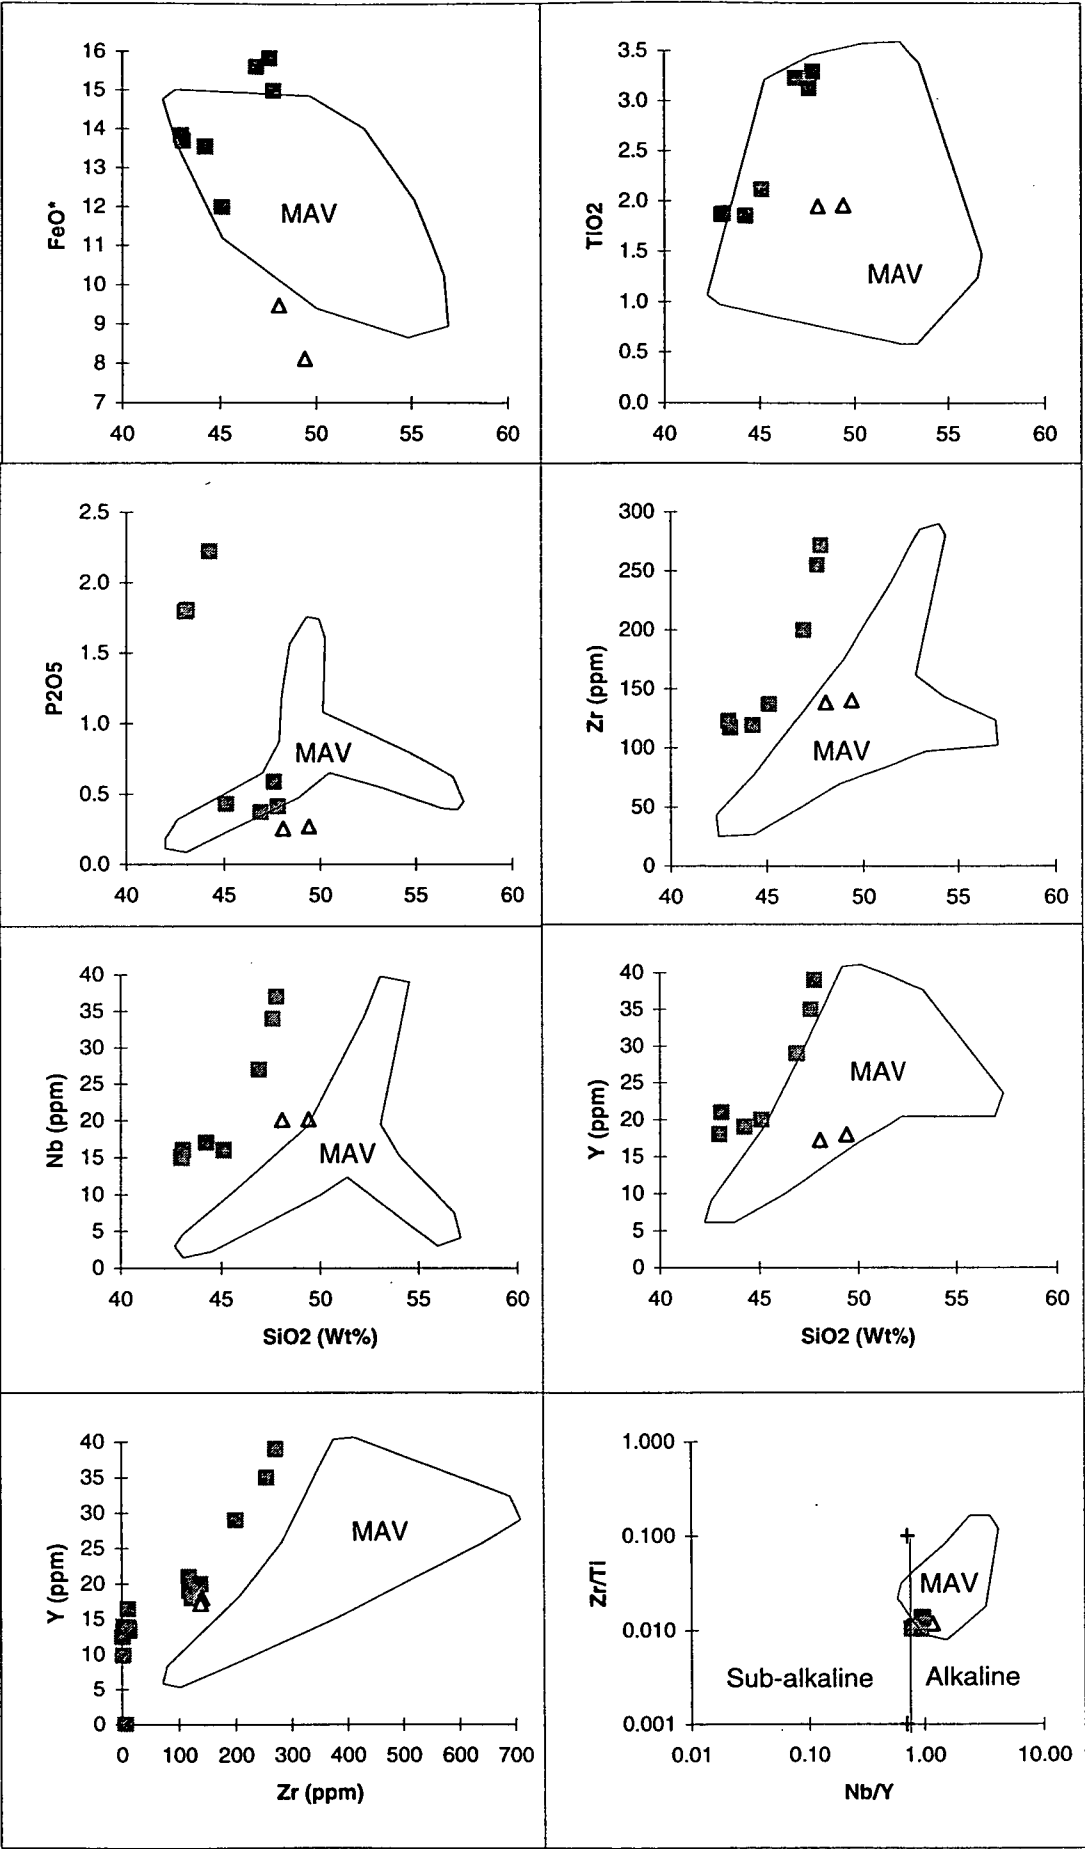 16
15
14
13
12
11
10
9
8
7
FeO*
MAV
40 45 50 55 60
3.5
3.0
2.5
2.0
1.5
1.0
0.5
0.0
TIO2
MAV
40 45 50 55 60
2.5
2.0
1.5
1.0
0.5
0.0
P2O5
MAV
40 45 50 55 60
300
250
200
150
100
50
0
Zr (ppm)
MAV
40 45 50 55 60
40
35
30
25
20
15
10
5
0
Nb (ppm)
MAV
40 45 50 55 60
SiO2 (Wt%)
40
35
30
25
20
15
10
5
0
Y (ppm)
MAV
40 45 50 55 60
SiO2 (Wt%)
40
35
30
25
20
15
10
5
0
Y (ppm)
MAV
0 100 200 300 400 500 600 700
Zr (ppm)
1.000
0.100
0.010
0.001
Zr/Ti
MAV
Sub-alkaline Alkaline
0.01 0.10 1.00 10.00
Nb/Y